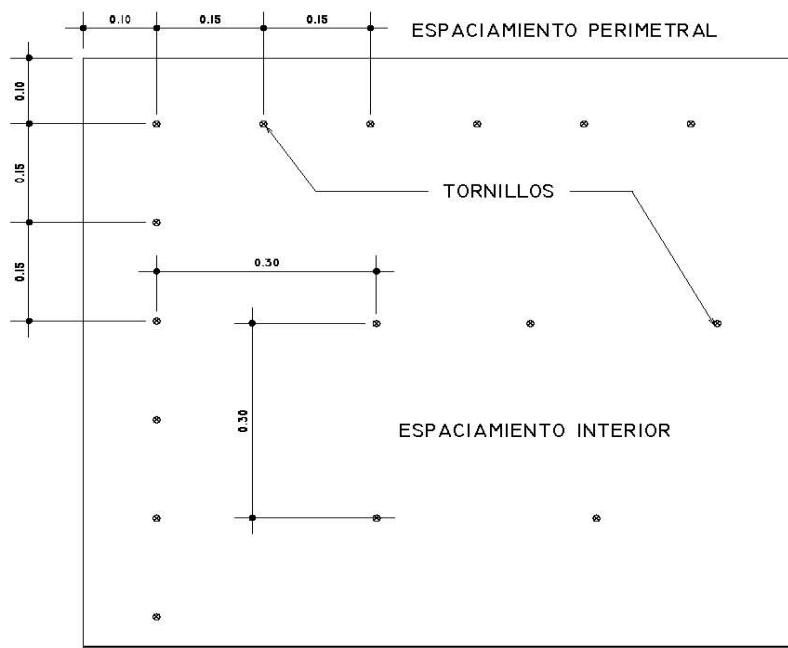 0.10
0.15
0.15
ESPACIAMIENTO PERIMETRAL
0.10
0.15
TORNILLOS
0.15
0.30
0.30
ESPACIAMIENTO INTERIOR